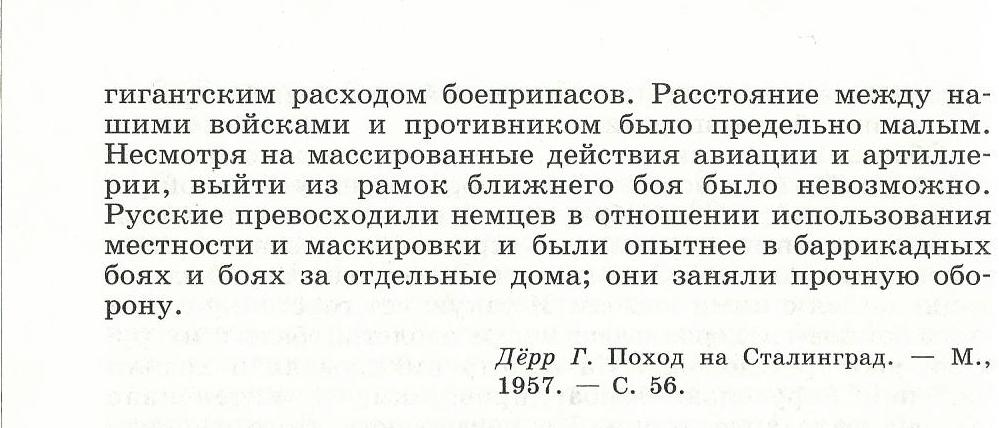 гигантским расходом боеприпасов. Расстояние между на-
шими войсками и противником было предельно малым.
Несмотря на массированные действия авиации и артилле-
рии, выйти из рамок ближнего боя было невозможно.
Русские превосходили немцев в отношении использования
местности и маскировки и были опытнее в баррикадных
боях и боях за отдельные дома; они заняли прочную обо-
рону.
Дёрр Г. Поход на Сталинград. — М.,
1957. — С. 56.